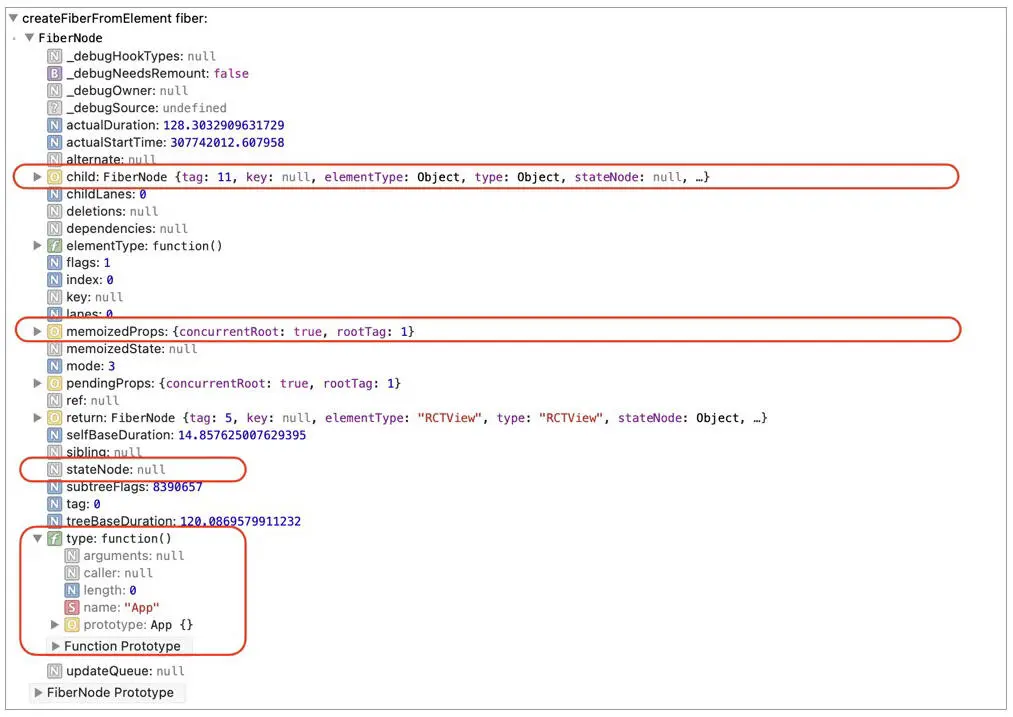 createFiberFromElement fiber:
FiberNode
N _debugHookTypes: null
B _debugNeedsRemount: false
N _debugOwner: null
? _debugSource: undefined
N actualDuration: 128.3032909631729
N actualStartTime: 307742012.607958
N alternate: null
O child: FiberNode {tag: 11, key: null, elementType: Object, type: Object, stateNode: null, …}
N childLanes: 0
N deletions: null
N dependencies: null
f elementType: function()
N flags: 1
N index: 0
N key: null
N lanes: 0
O memoizedProps: {concurrentRoot: true, rootTag: 1}
N memoizedState: null
N mode: 3
O pendingProps: {concurrentRoot: true, rootTag: 1}
N ref: null
O return: FiberNode {tag: 5, key: null, elementType: "RCTView", type: "RCTView", stateNode: Object, …}
N selfBaseDuration: 14.857625007629395
N sibling: null
N stateNode: null
N subtreeFlags: 8390657
N tag: 0
N treeBaseDuration: 120.0869579911232
f type: function()
N arguments: null
N caller: null
N length: 0
S name: "App"
O prototype: App {}
Function Prototype
N updateQueue: null
FiberNode Prototype